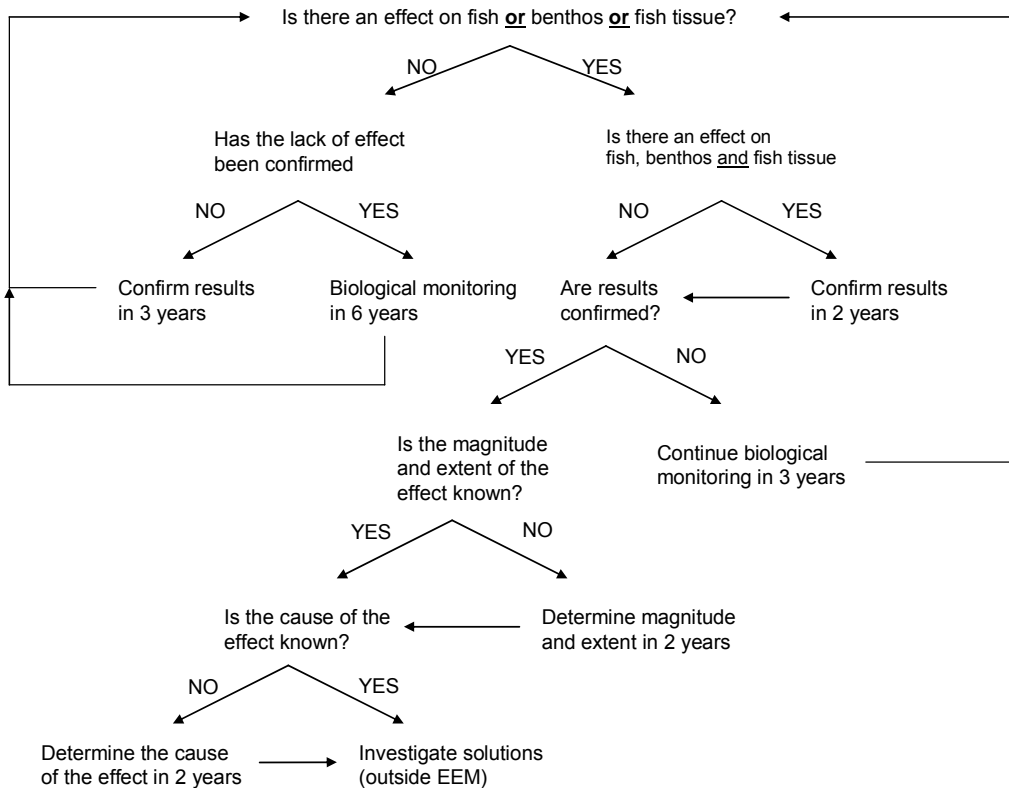 Is there an effect on fish or benthos or fish tissue?
NO
YES
Has the lack of effect
been confirmed
Is there an effect on
fish, benthos and fish tissue
NO
YES
NO
YES
Confirm results
in 3 years
Biological monitoring
in 6 years
Are results
confirmed?
Confirm results
in 2 years
YES
NO
Is the magnitude
and extent of the
effect known?
Continue biological
monitoring in 3 years
YES
NO
Is the cause of the
effect known?
Determine magnitude
and extent in 2 years
NO
YES
Determine the cause
of the effect in 2 years
Investigate solutions
(outside EEM)